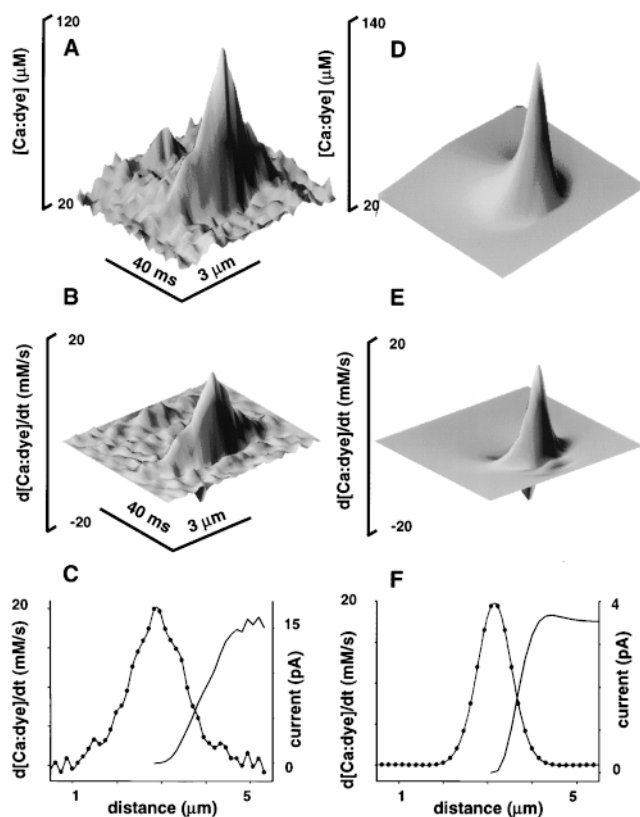 120
A
[Ca:dye] (μM)
20
40 ms
3 μm
140
D
[Ca:dye] (μM)
20
B
20
d[Ca:dye]/dt (mM/s)
-20
40 ms
3 μm
E
20
d[Ca:dye]/dt (mM/s)
-20
C
20
d[Ca:dye]/dt (mM/s)
0
15
current (pA)
0
1
5
distance (μm)
F
20
d[Ca:dye]/dt (mM/s)
0
4
current (pA)
0
1
5
distance (μm)